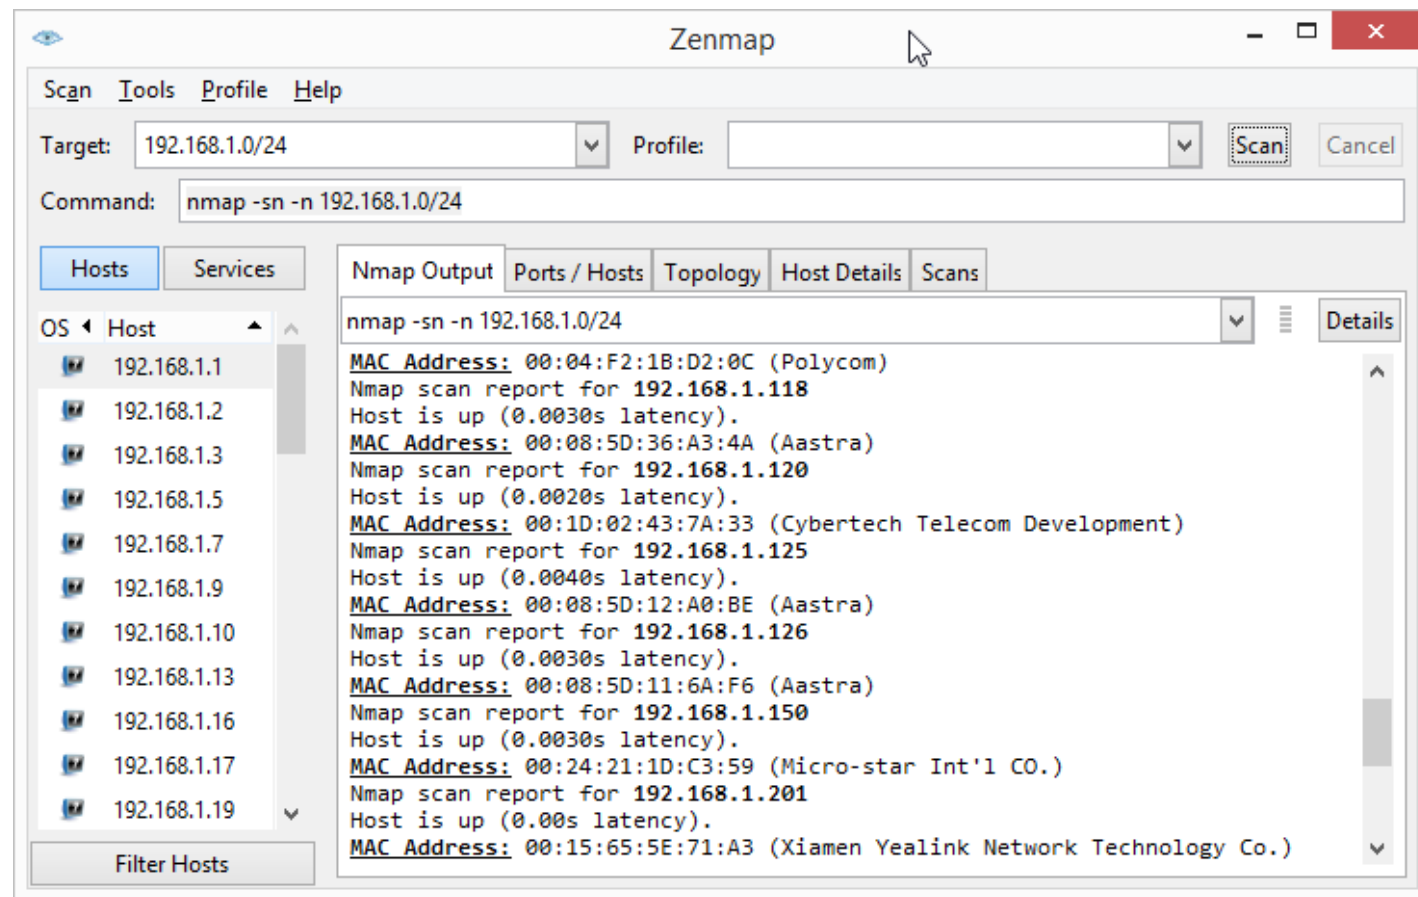 Zenmap
Scan Tools Profile Help
Target: 192.168.1.0/24 Profile: Scan Cancel
Command: nmap -sn -n 192.168.1.0/24
Hosts Services
Nmap Output Ports / Hosts Topology Host Details Scans
OS Host
nmap -sn -n 192.168.1.0/24 Details
192.168.1.1
192.168.1.2
192.168.1.3
192.168.1.5
192.168.1.7
192.168.1.9
192.168.1.10
192.168.1.13
192.168.1.16
192.168.1.17
192.168.1.19
Filter Hosts
MAC Address: 00:04:F2:1B:D2:0C (Polycom)
Nmap scan report for 192.168.1.118
Host is up (0.0030s latency).
MAC Address: 00:08:5D:36:A3:4A (Aastra)
Nmap scan report for 192.168.1.120
Host is up (0.0020s latency).
MAC Address: 00:1D:02:43:7A:33 (Cybertech Telecom Development)
Nmap scan report for 192.168.1.125
Host is up (0.0040s latency).
MAC Address: 00:08:5D:12:A0:BE (Aastra)
Nmap scan report for 192.168.1.126
Host is up (0.0030s latency).
MAC Address: 00:08:5D:11:6A:F6 (Aastra)
Nmap scan report for 192.168.1.150
Host is up (0.0030s latency).
MAC Address: 00:24:21:1D:C3:59 (Micro-star Int'l CO.)
Nmap scan report for 192.168.1.201
Host is up (0.00s latency).
MAC Address: 00:15:65:5E:71:A3 (Xiamen Yealink Network Technology Co.)